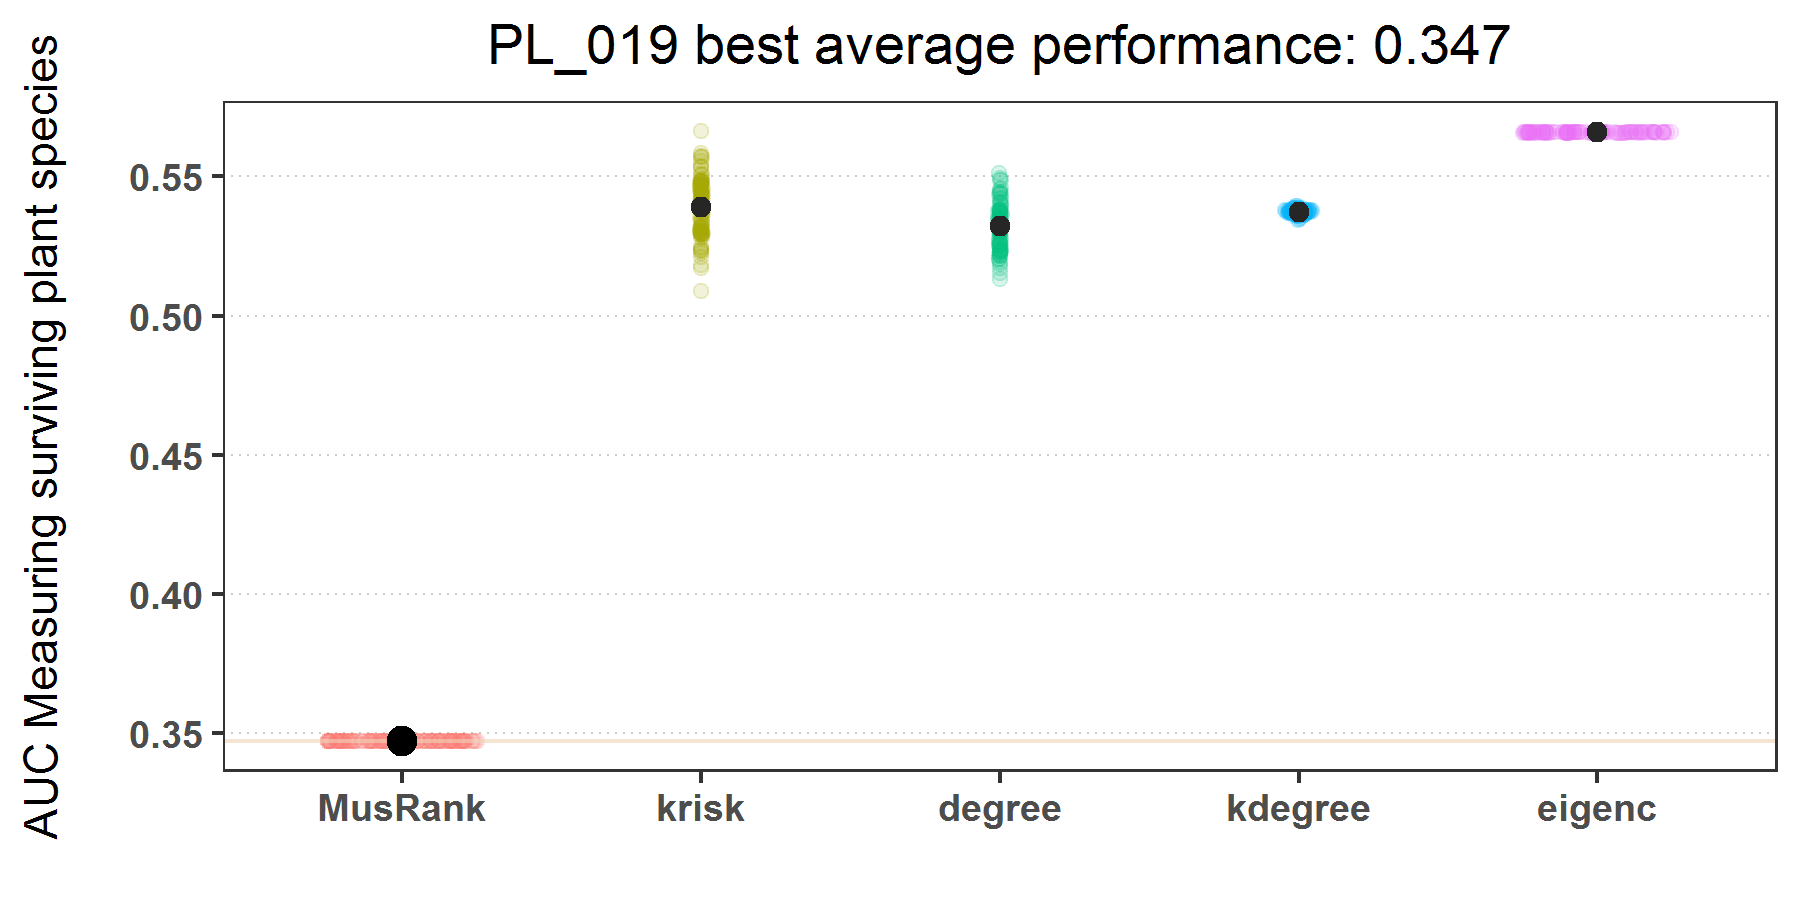 PL_019 best average performance: 0.347
AUC Measuring surviving plant species
0.55
0.50
0.45
0.40
0.35
MusRank krisk degree kdegree eigenc